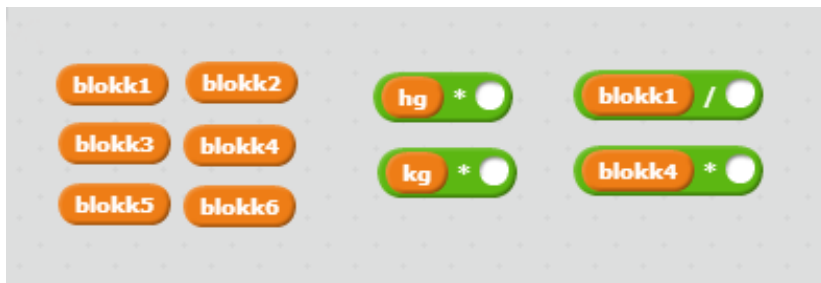 blokk1 blokk2 hg * blokk1 /
blokk3 blokk4 kg * blokk4 *
blokk5 blokk6